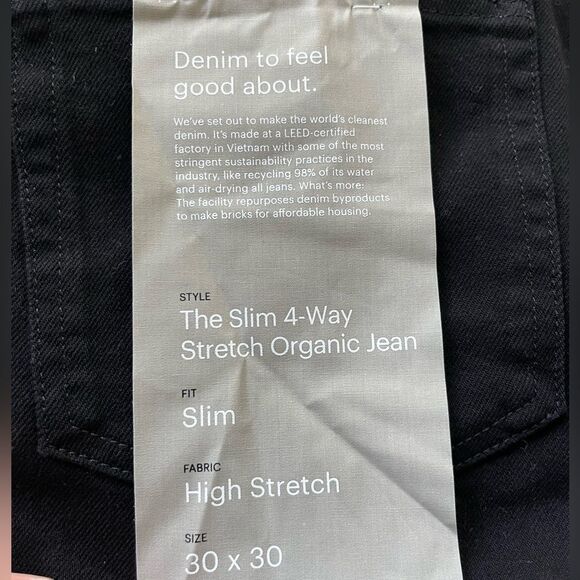 Denim to feel
good about.
We've set out to make the world's cleanest
denim. It's made at a LEED-certified
factory in Vietnam with some of the most
stringent sustainability practices in the
industry, like recycling 98% of its water
and air-drying all jeans. What's more:
The facility repurposes denim byproducts
to make bricks for affordable housing.
STYLE
The Slim 4-Way
Stretch Organic Jean
FIT
Slim
FABRIC
High Stretch
SIZE
30 x 30